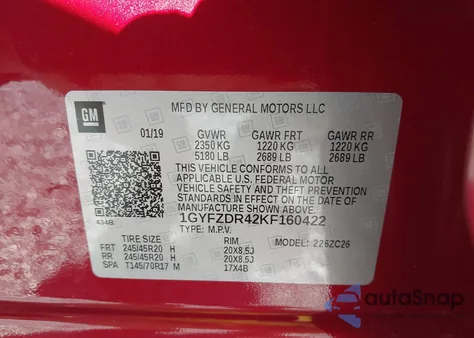 GM
MFD BY GENERAL MOTORS LLC
01/19 GVWR GAWR FRT GAWR RR
2350 KG 1220 KG 1220 KG
5180 LB 2689 LB 2689 LB
THIS VEHICLE CONFORMS TO ALL
APPLICABLE U.S. FEDERAL MOTOR
VEHICLE SAFETY AND THEFT PREVENTION
STANDARDS IN EFFECT ON THE DATE
OF MANUFACTURE SHOWN ABOVE.
1GYFZDR42KF160422
434B TYPE: M.P.V.
TIRE SIZE RIM MODEL: 226ZC26
FRT 245/45R20 H 20X8.5J
RR 245/45R20 H 20X8.5J
SPA T145/70R17 M 17X4B
autoSnap